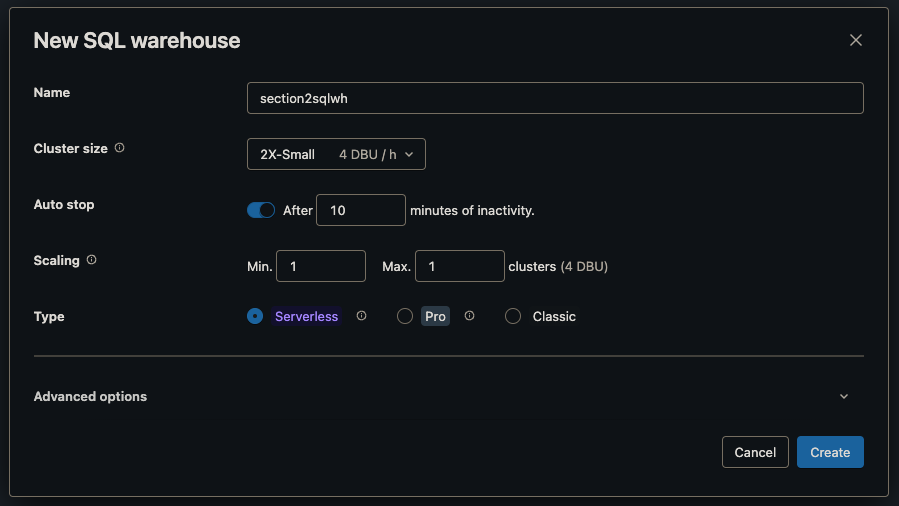 New SQL warehouse
Name
section2sqlwh
Cluster size
2X-Small 4 DBU / h
Auto stop
After 10 minutes of inactivity.
Scaling
Min. 1 Max. 1 clusters (4 DBU)
Type
Serverless Pro Classic
Advanced options
Cancel Create